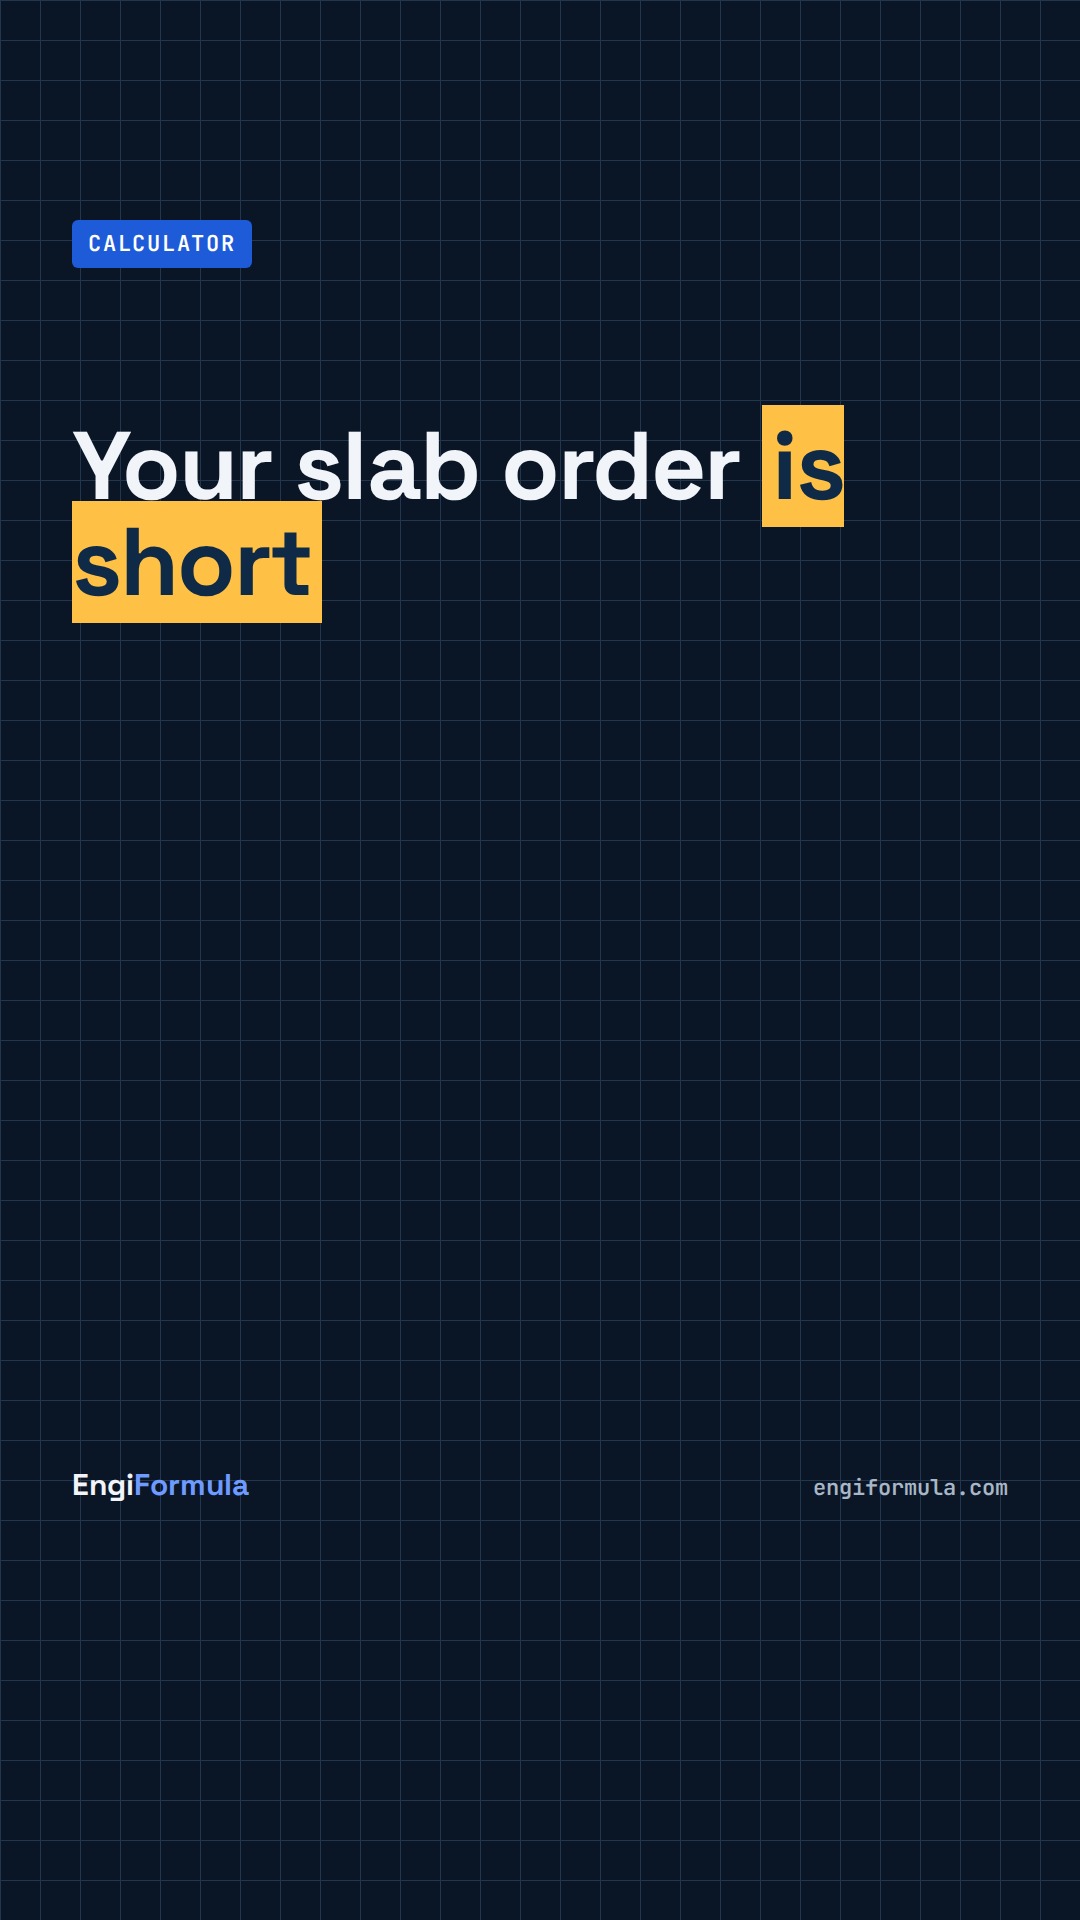 CALCULATOR
Your slab order is
short
EngiFormula
engiformula.com